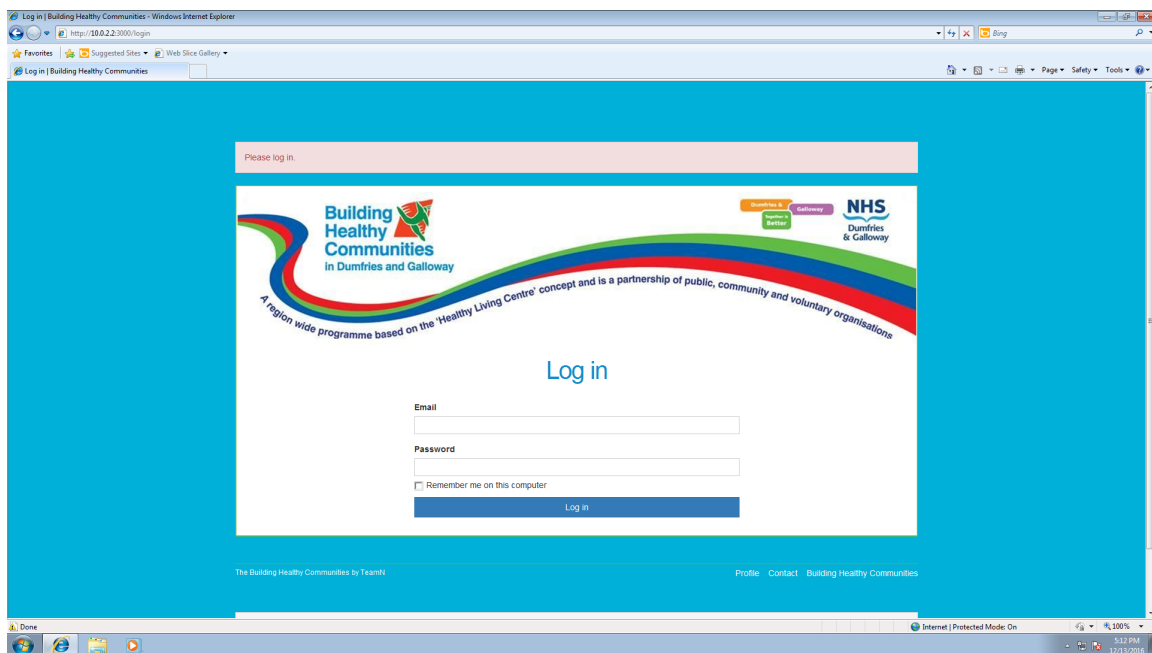 Log in | Building Healthy Communities - Windows Internet Explorer
http://10.0.2.2:3000/login
Bing
Favorites
Suggested Sites
Web Slice Gallery
Log in | Building Healthy Communities
Page
Safety
Tools
Please log in.
Building
Healthy
Communities
in Dumfries and Galloway
Dumfries &
Galloway
Together is
Better
NHS
Dumfries
& Galloway
A region wide programme based on the 'Healthy Living Centre' concept and is a partnership of public, community and voluntary organisations
Log in
Email
Password
Remember me on this computer
Log in
The Building Healthy Communities by TeamN
Profile Contact Building Healthy Communities
Done
Internet | Protected Mode: On
100%
5:12 PM
12/13/2016